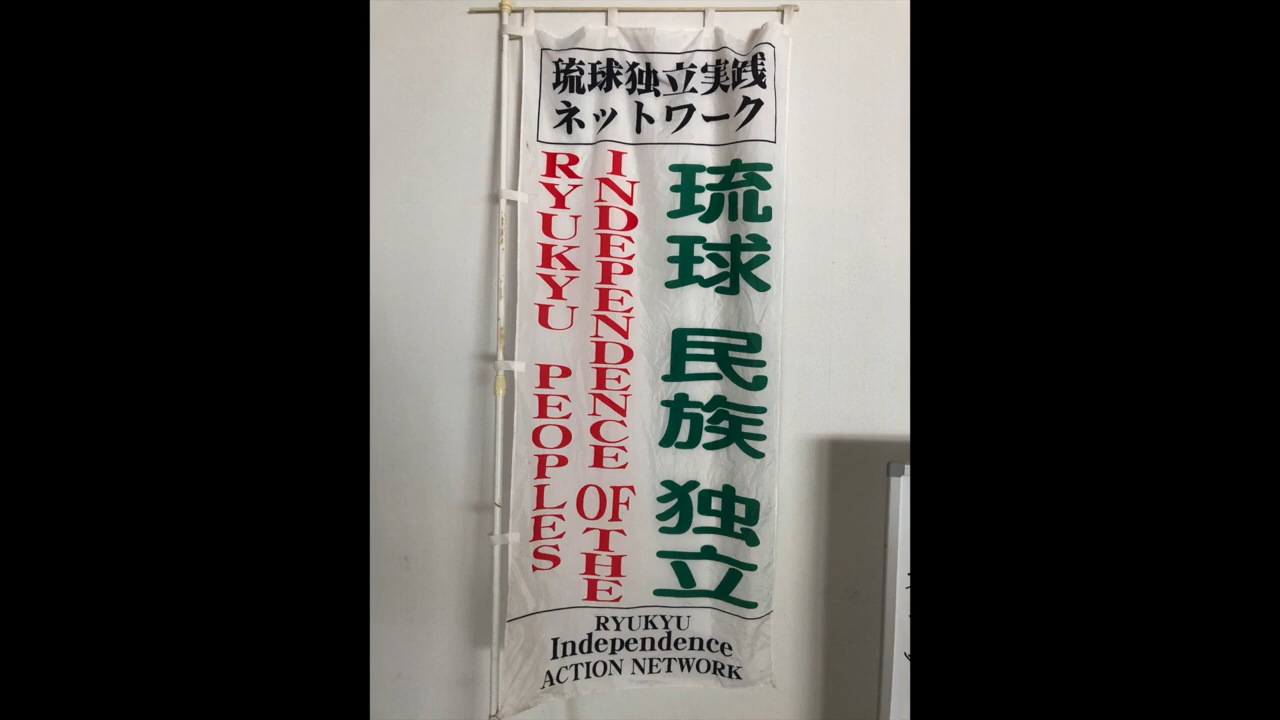 琉球独立実践
ネットワーク
琉球 民族 独立
INDEPENDENCE OF THE
RYUKYU PEOPLES
RYUKYU
Independence
ACTION NETWORK